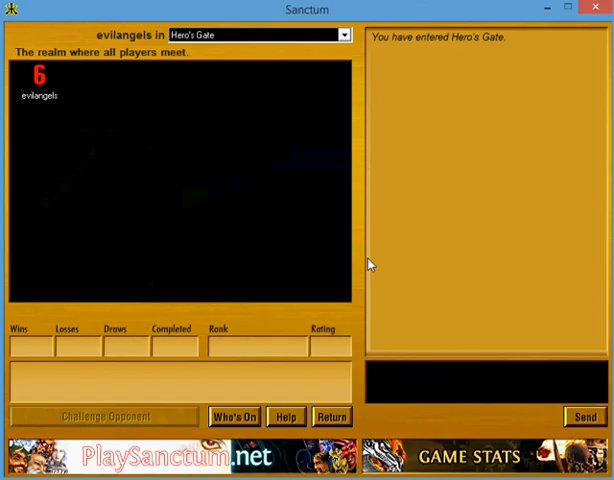 Sanctum
evilangels in Hero's Gate
The realm where all players meet.
6
evilangels
You have entered Hero's Gate.
Wins Losses Draws Completed Rank Rating
Challenge Opponent Who's On Help Return Send
PlaySanctum.net GAME STATS